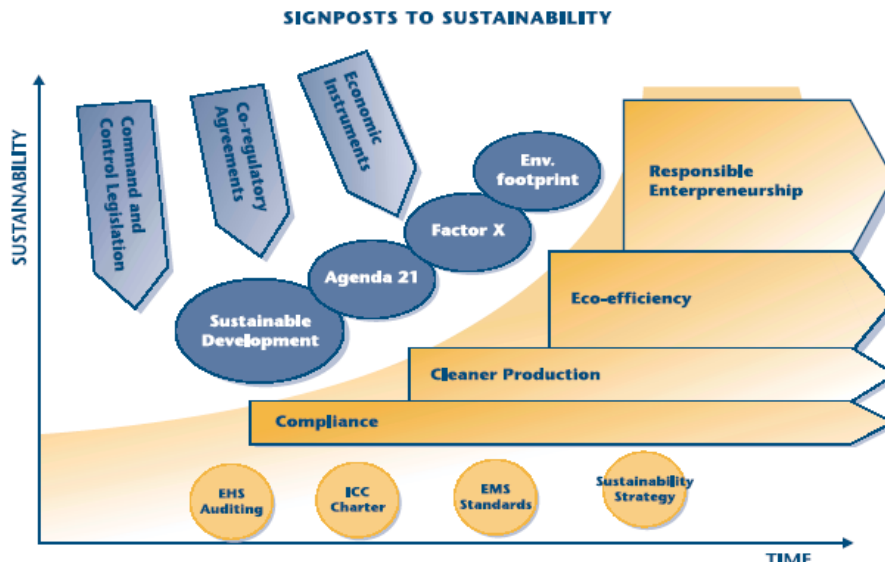 SIGNPOSTS TO SUSTAINABILITY
SUSTAINABILITY
Command and
Control Legislation
Co-regulatory
Agreements
Economic
Instruments
Env.
footprint
Factor X
Agenda 21
Sustainable
Development
Responsible
Enterpreneurship
Eco-efficiency
Cleaner Production
Compliance
EHS
Auditing
ICC
Charter
EMS
Standards
Sustainability
Strategy
TIME